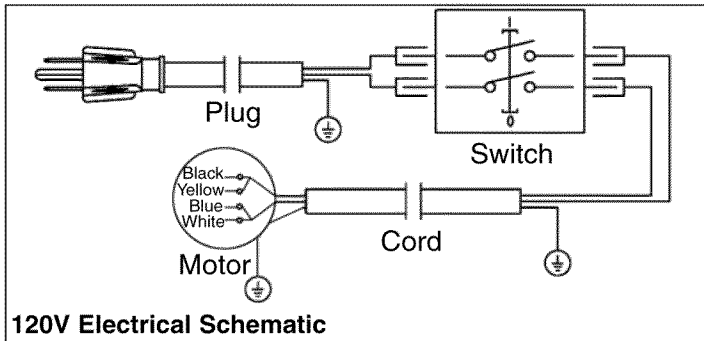 Plug
Switch
Black
Yellow
Blue
White
Motor
Cord
120V Electrical Schematic